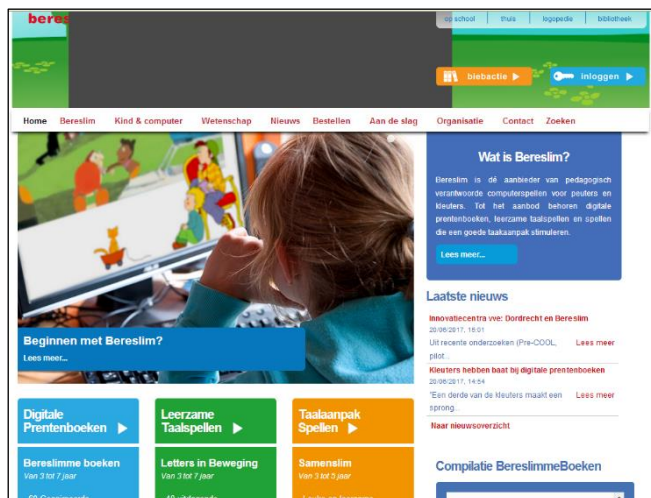 beres
op school
thuis
logopedie
bibliotheek
biebactie
inloggen
Home Bereslim Kind & computer Wetenschap Nieuws Bestellen Aan de slag Organisatie Contact Zoeken
Beginnen met Bereslim?
Lees meer...
Wat is Bereslim?
Bereslim is dé aanbieder van pedagogisch
verantwoorde computerspellen voor peuters en
kleuters. Tot het aanbod behoren digitale
prentenboeken, leerzame taalspellen en spellen
die een goede taakaanpak stimuleren.
Lees meer...
Laatste nieuws
Innovatiecentra vve: Dordrecht en Bereslim
20/06/2017, 16:01
Uit recente onderzoeken (Pre-COOL,
pilot...
Lees meer
Kleuters hebben baat bij digitale prentenboeken
20/06/2017, 14:54
"Een derde van de kleuters maakt een
sprong...
Lees meer
Naar nieuwsoverzicht
Digitale
Prentenboeken
Bereslimme boeken
Van 3 tot 7 jaar
Leerzame
Taalspellen
Letters in Beweging
Van 3 tot 7 jaar
Taalaanpak
Spellen
Samenslim
Van 3 tot 5 jaar
Compilatie BereslimmeBoeken